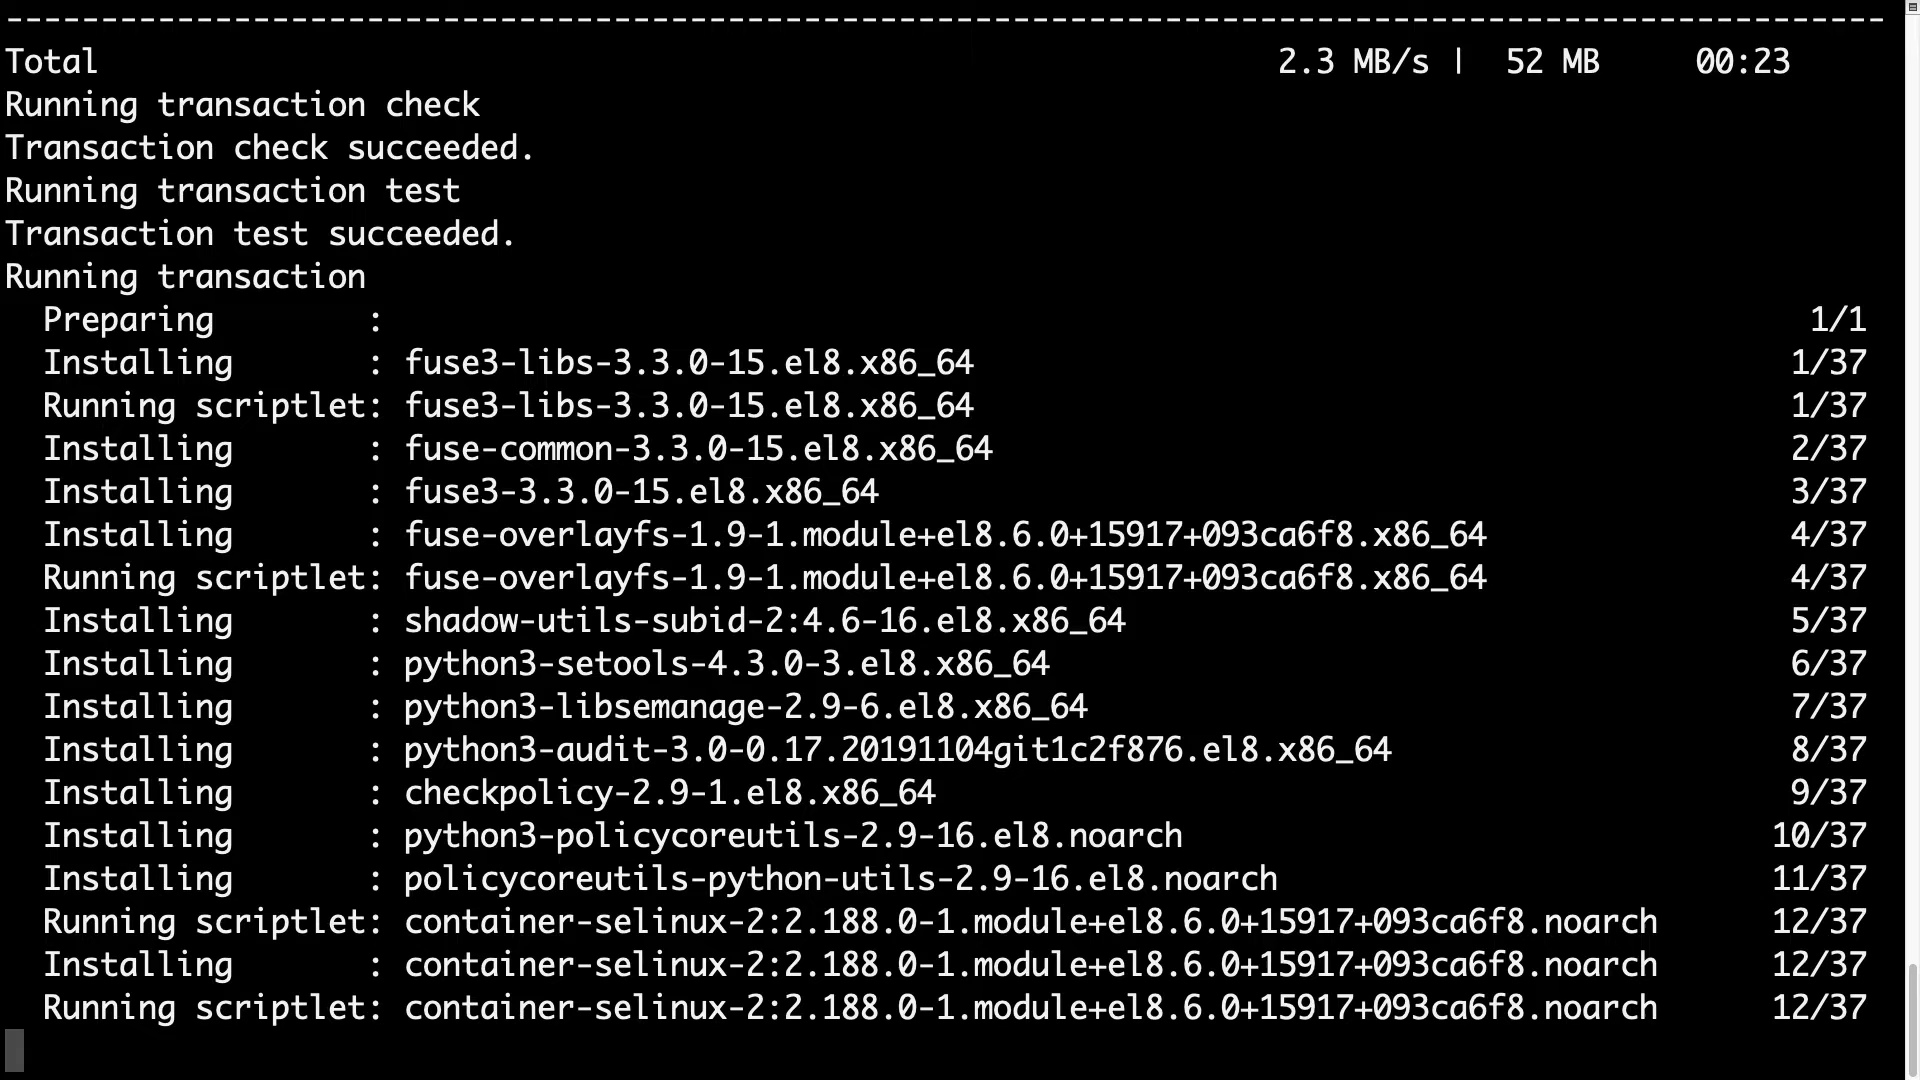 --------------------------------------------------------------------------------------------------
Total 2.3 MB/s | 52 MB 00:23
Running transaction check
Transaction check succeeded.
Running transaction test
Transaction test succeeded.
Running transaction
Preparing : 1/1
Installing : fuse3-libs-3.3.0-15.el8.x86_64 1/37
Running scriptlet: fuse3-libs-3.3.0-15.el8.x86_64 1/37
Installing : fuse-common-3.3.0-15.el8.x86_64 2/37
Installing : fuse3-3.3.0-15.el8.x86_64 3/37
Installing : fuse-overlayfs-1.9-1.module+el8.6.0+15917+093ca6f8.x86_64 4/37
Running scriptlet: fuse-overlayfs-1.9-1.module+el8.6.0+15917+093ca6f8.x86_64 4/37
Installing : shadow-utils-subid-2:4.6-16.el8.x86_64 5/37
Installing : python3-setools-4.3.0-3.el8.x86_64 6/37
Installing : python3-libsemanage-2.9-6.el8.x86_64 7/37
Installing : python3-audit-3.0-0.17.20191104git1c2f876.el8.x86_64 8/37
Installing : checkpolicy-2.9-1.el8.x86_64 9/37
Installing : python3-policycoreutils-2.9-16.el8.noarch 10/37
Installing : policycoreutils-python-utils-2.9-16.el8.noarch 11/37
Running scriptlet: container-selinux-2:2.188.0-1.module+el8.6.0+15917+093ca6f8.noarch 12/37
Installing : container-selinux-2:2.188.0-1.module+el8.6.0+15917+093ca6f8.noarch 12/37
Running scriptlet: container-selinux-2:2.188.0-1.module+el8.6.0+15917+093ca6f8.noarch 12/37